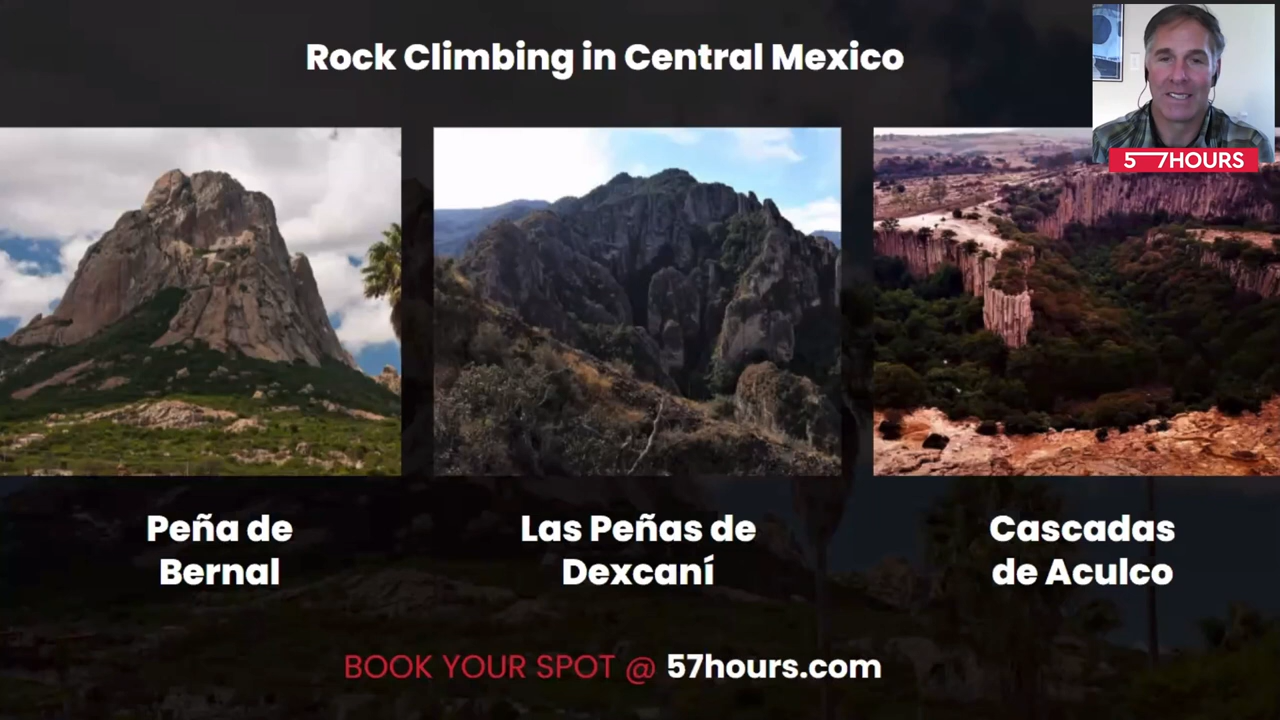 Rock Climbing in Central Mexico
57HOURS
Peña de
Bernal
Las Peñas de
Dexcaní
Cascadas
de Aculco
BOOK YOUR SPOT @ 57hours.com